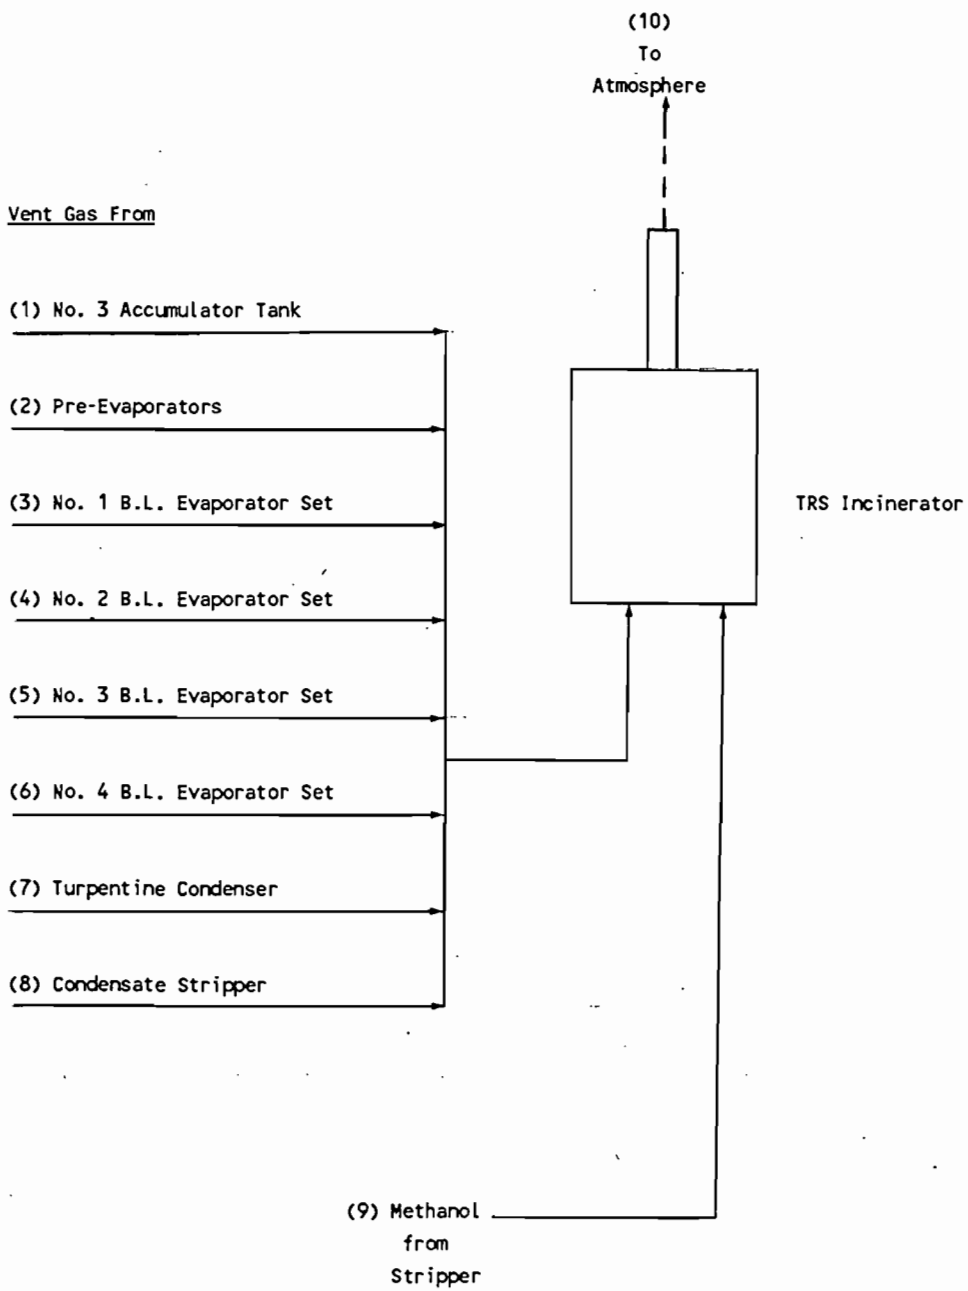 (10)
To
Atmosphere
Vent Gas From
(1) No. 3 Accumulator Tank
(2) Pre-Evaporators
(3) No. 1 B.L. Evaporator Set
TRS Incinerator
(4) No. 2 B.L. Evaporator Set
(5) No. 3 B.L. Evaporator Set
(6) No. 4 B.L. Evaporator Set
(7) Turpentine Condenser
(8) Condensate Stripper
(9) Methanol
from
Stripper